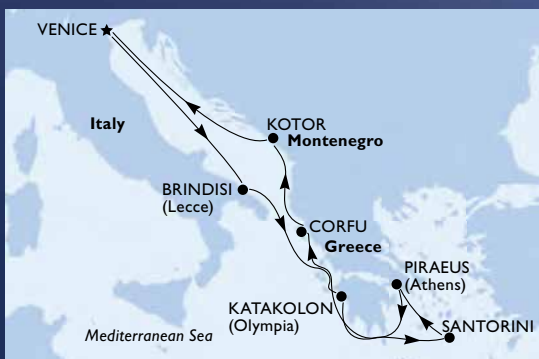 VENICE
Italy
KOTOR
Montenegro
BRINDISI
(Lecce)
CORFU
Greece
PIRAEUS
(Athens)
KATAKOLON
(Olympia)
SANTORINI
Mediterranean Sea